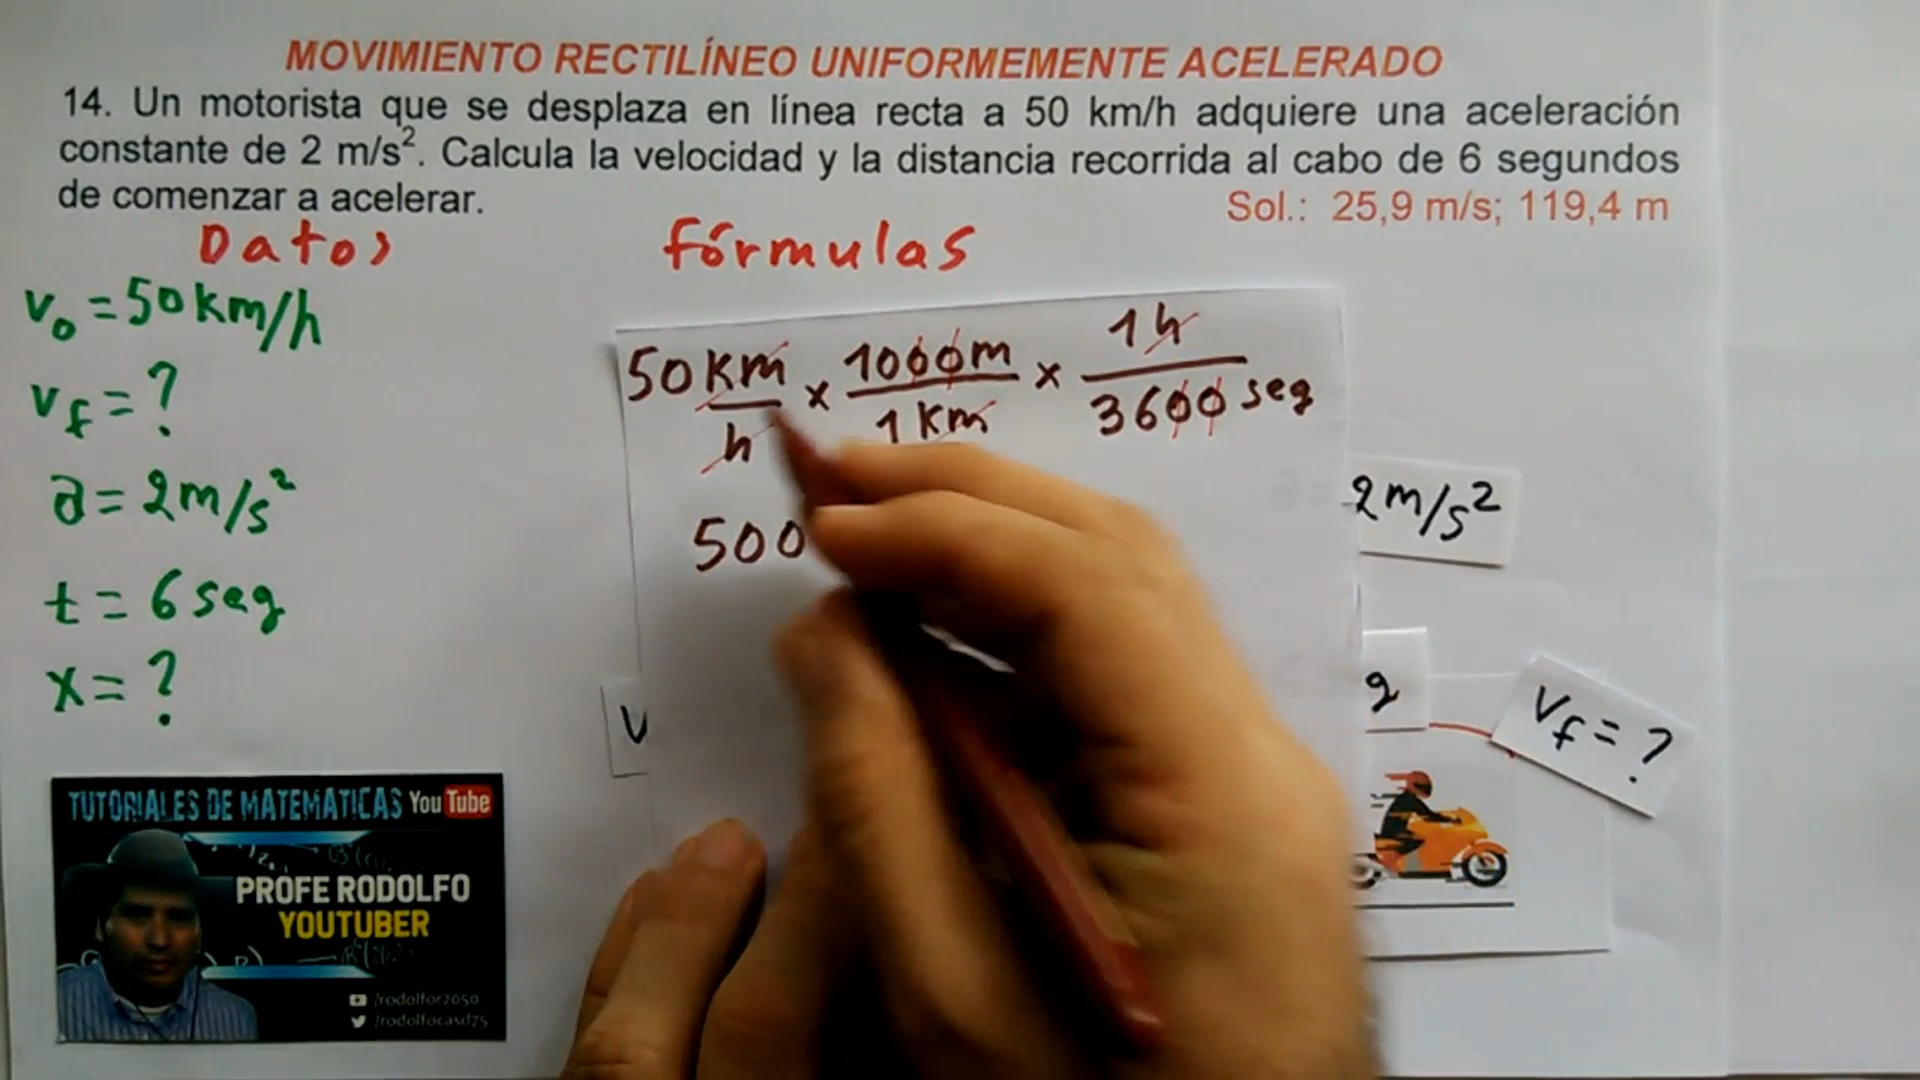 MOVIMIENTO RECTILÍNEO UNIFORMEMENTE ACELERADO
14. Un motorista que se desplaza en línea recta a 50 km/h adquiere una aceleración
constante de 2 m/s². Calcula la velocidad y la distancia recorrida al cabo de 6 segundos
de comenzar a acelerar.
Sol.: 25,9 m/s; 119,4 m
Datos
v₀ = 50 km/h
v_f = ?
a = 2 m/s²
t = 6 seg
x = ?
fórmulas
50 km/h × 1000 m/1 km × 1 h/3600 seg
500
2 m/s²
g
v
v_f = ?
TUTORIALES DE MATEMATICAS YouTube
PROFE RODOLFO
YOUTUBER
/rodolfor2050
/rodolfocasd75